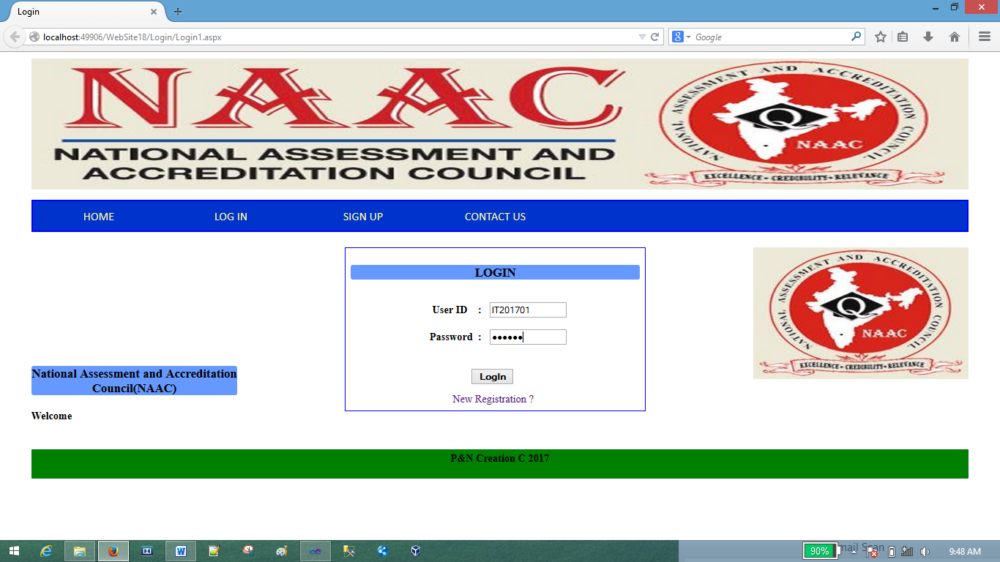 Login
localhost:49906/WebSite18/Login/Login1.aspx
Google
NAAC
NATIONAL ASSESSMENT AND
ACCREDITATION COUNCIL
NATIONAL ASSESSMENT AND ACCREDITATION COUNCIL
Q
NAAC
EXCELLENCE - CREDIBILITY - RELEVANCE
HOME LOG IN SIGN UP CONTACT US
LOGIN
User ID : IT201701
Password : ••••••
LogIn
New Registration ?
NATIONAL ASSESSMENT AND ACCREDITATION COUNCIL
Q
NAAC
EXCELLENCE - CREDIBILITY - RELEVANCE
National Assessment and Accreditation
Council(NAAC)
Welcome
P&N Creation C 2017
90% 9:48 AM